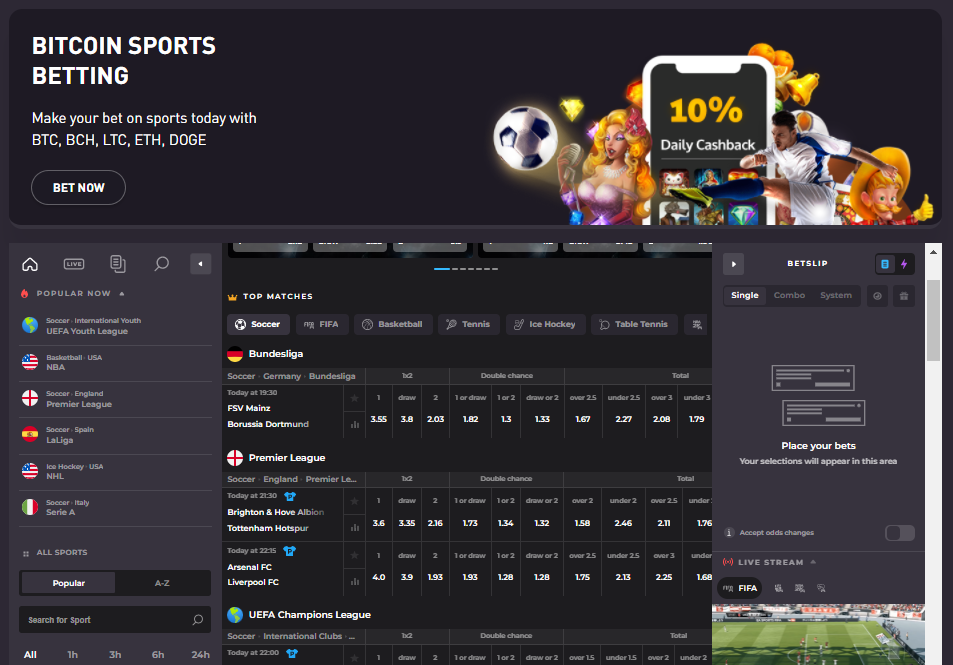 BITCOIN SPORTS
BETTING
Make your bet on sports today with
BTC, BCH, LTC, ETH, DOGE
BET NOW
10%
Daily Cashback
LIVE
POPULAR NOW
Soccer · International Youth
UEFA Youth League
Basketball · USA
NBA
Soccer · England
Premier League
Soccer · Spain
LaLiga
Ice Hockey · USA
NHL
Soccer · Italy
Serie A
ALL SPORTS
Popular A-Z
Search for Sport
All 1h 3h 6h 24h
TOP MATCHES
Soccer FIFA Basketball Tennis Ice Hockey Table Tennis
Bundesliga
Soccer · Germany · Bundesliga 1x2 Double chance Total
Today at 19:30 1 draw 2 1 or draw 1 or 2 draw or 2 over 2.5 under 2.5 over 3 under 3
FSV Mainz
Borussia Dortmund
3.55 3.8 2.03 1.82 1.3 1.33 1.67 2.27 2.08 1.79
Premier League
Soccer · England · Premier Le... 1x2 Double chance Total
Today at 21:30 1 draw 2 1 or draw 1 or 2 draw or 2 over 2 under 2 over 2.5 under
Brighton & Hove Albion
Tottenham Hotspur
3.6 3.35 2.16 1.73 1.34 1.32 1.58 2.46 2.11 1.76
Today at 22:15 1 draw 2 1 or draw 1 or 2 draw or 2 over 2.5 under 2.5 over 3 under
Arsenal FC
Liverpool FC
4.0 3.9 1.93 1.93 1.28 1.28 1.75 2.13 2.25 1.68
UEFA Champions League
Soccer · International Clubs · ... 1x2 Double chance Total
Today at 22:00 1 draw 2 1 or draw 1 or 2 draw or 2 over 1.5 under 1.5 over 2 under 2
BETSLIP
Single Combo System
Place your bets
Your selections will appear in this area
Accept odds changes
LIVE STREAM
FIFA